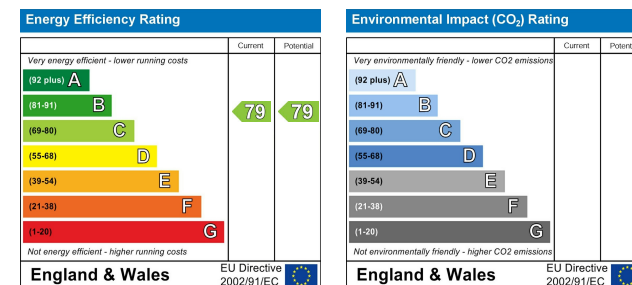 Energy Efficiency Rating
Current Potential
Very energy efficient - lower running costs
(92 plus) A
(81-91) B
(69-80) C
(55-68) D
(39-54) E
(21-38) F
(1-20) G
79 79
Not energy efficient - higher running costs
England & Wales
EU Directive
2002/91/EC
Environmental Impact (CO₂) Rating
Current Potent
Very environmentally friendly - lower CO2 emissions
(92 plus) A
(81-91) B
(69-80) C
(55-68) D
(39-54) E
(21-38) F
(1-20) G
Not environmentally friendly - higher CO2 emissions
England & Wales
EU Directive
2002/91/EC